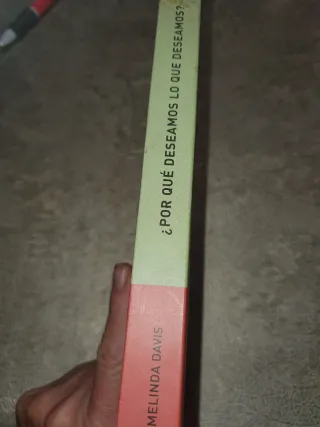 ¿POR QUÉ DESEAMOS LO QUE DESEAMOS?
MELINDA DAVIS